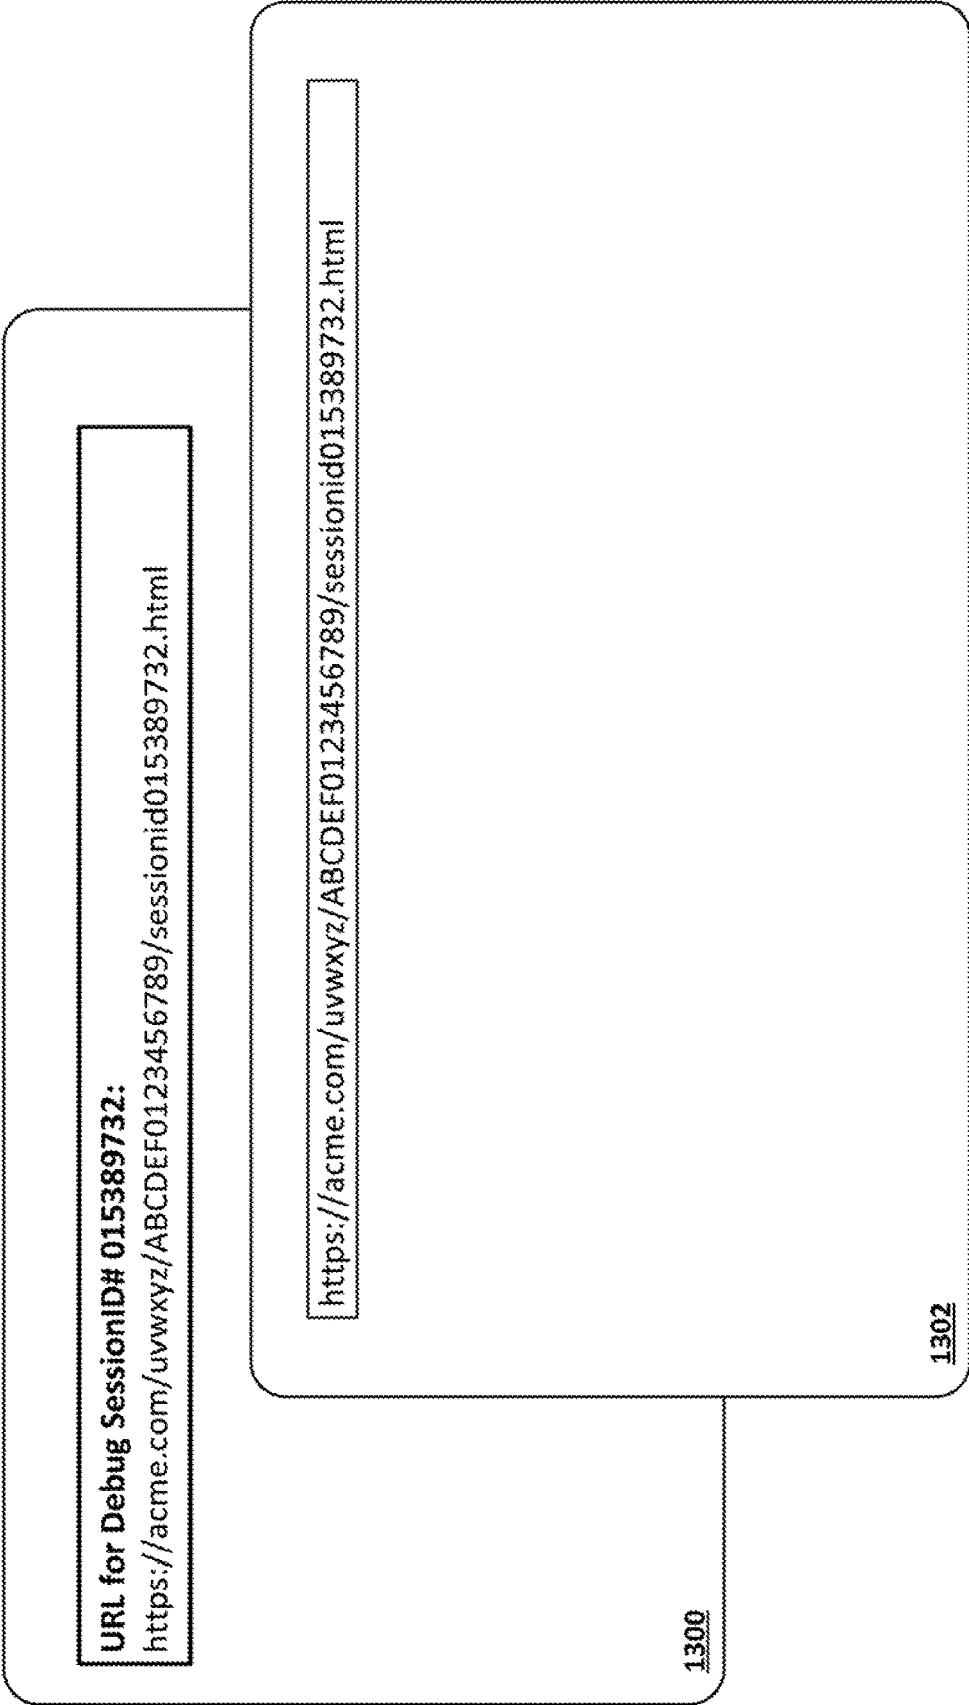 URL for Debug SessionID# 015389732:
https://acme.com/uvwxyz/ABCDEF0123456789/sessionid015389732.html
1300
https://acme.com/uvwxyz/ABCDEF0123456789/sessionid015389732.html
1302